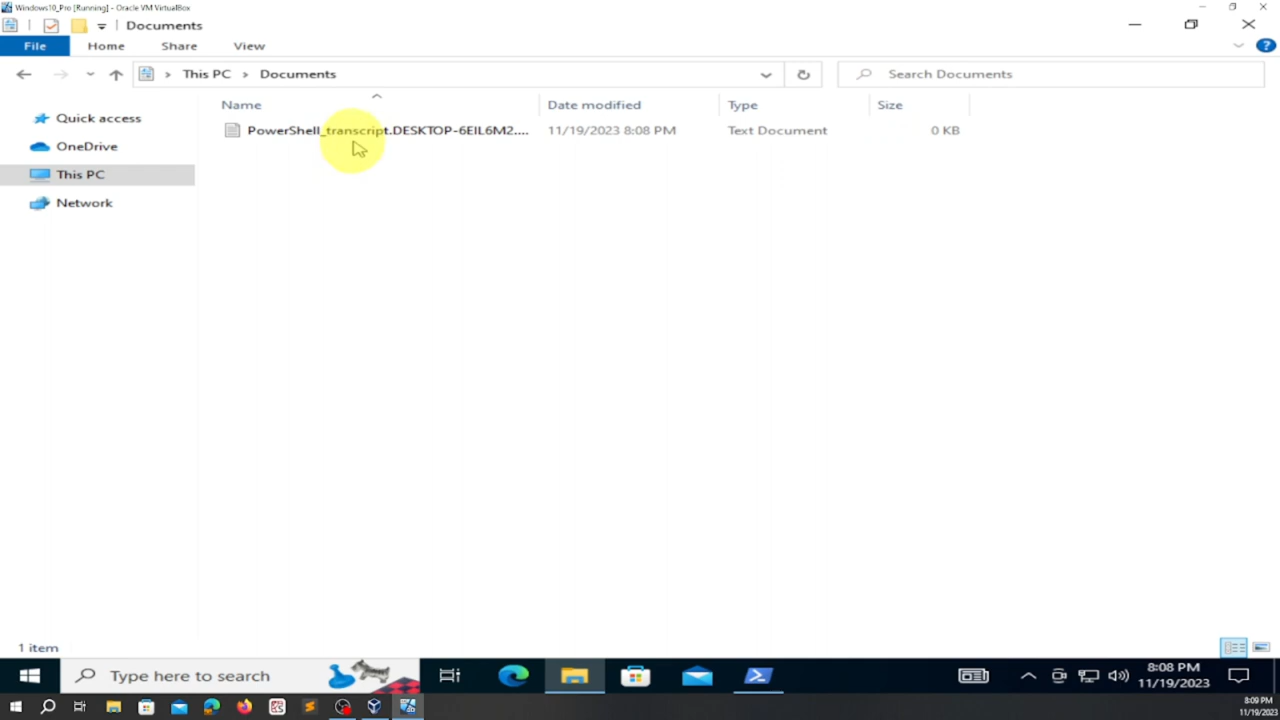 Windows10_Pro [Running] - Oracle VM VirtualBox
Documents
File Home Share View
This PC > Documents
Search Documents
Name Date modified Type Size
PowerShell_transcript.DESKTOP-6EIL6M2.... 11/19/2023 8:08 PM Text Document 0 KB
Quick access
OneDrive
This PC
Network
1 item
Type here to search
8:08 PM
11/19/2023
8:09 PM
11/19/2023